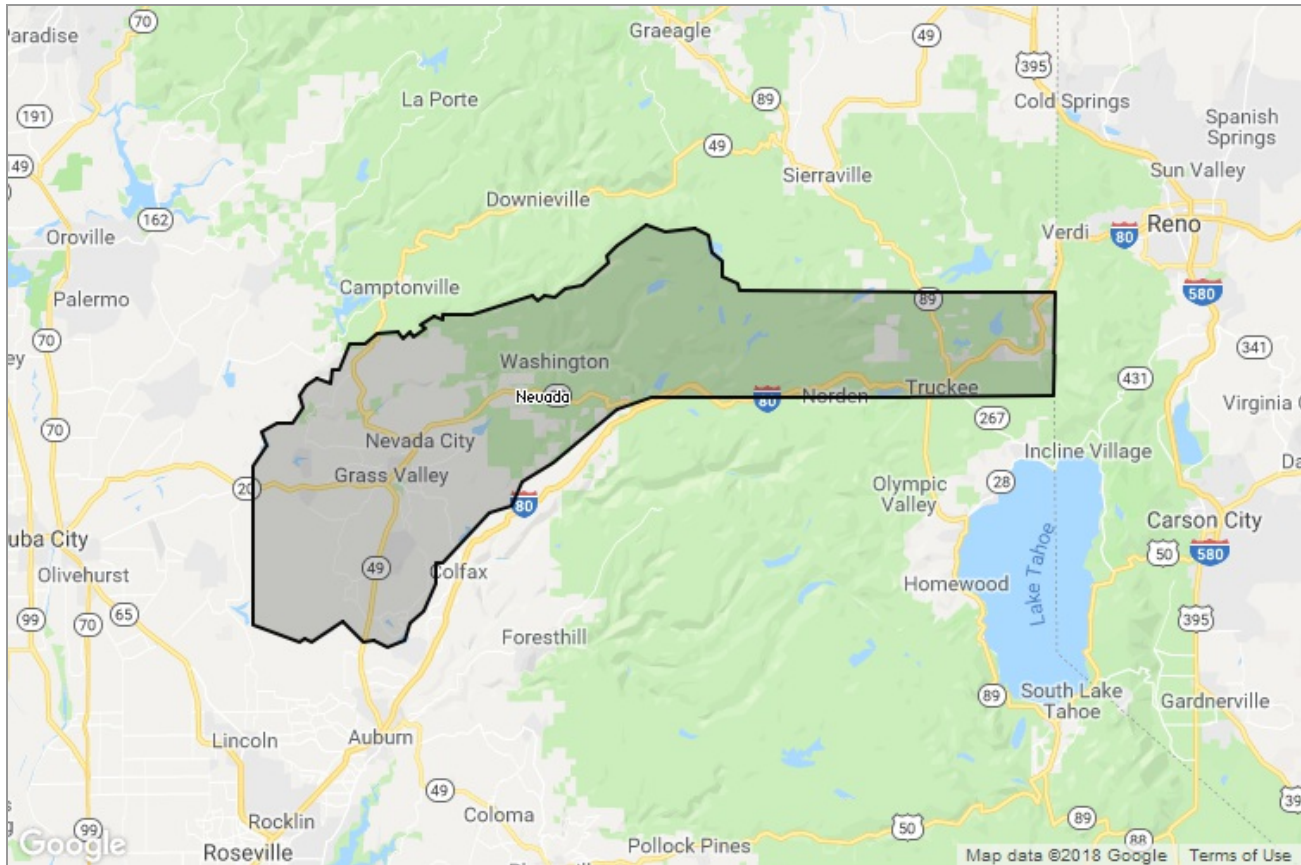 70
Paradise
Graeagle
49
395
La Porte
89
Cold Springs
191
Spanish
Springs
49
49
Sun Valley
Sierraville
Downieville
162
Oroville
Verdi
80
Reno
Camptonville
89
580
Palermo
70
341
Washington
431
Nevada
80
Norden
Truckee
Virginia
267
70
Nevada City
Incline Village
Grass Valley
20
28
Olympic
Valley
80
uba City
Carson City
Lake Tahoe
50
580
Olivehurst
49
Colfax
Homewood
99
70
65
395
Foresthill
89
South Lake
Tahoe
Gardnerville
Lincoln
Auburn
49
Rocklin
Coloma
99
50
89
Google
Roseville
Pollock Pines
88
Map data ©2018 Google
Terms of Use